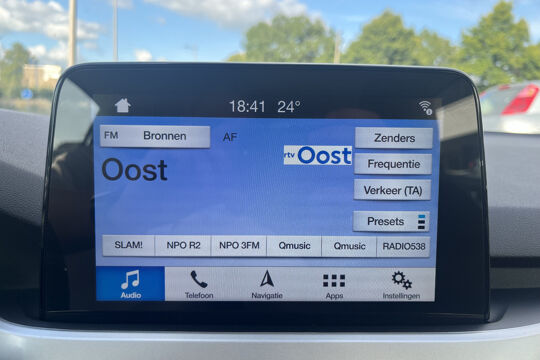 18:41 24°
FM Bronnen AF Zenders
rtv Oost
Oost
Frequentie
Verkeer (TA)
Presets
SLAM! NPO R2 NPO 3FM Qmusic Qmusic RADIO538
Audio Telefoon Navigatie Apps Instellingen